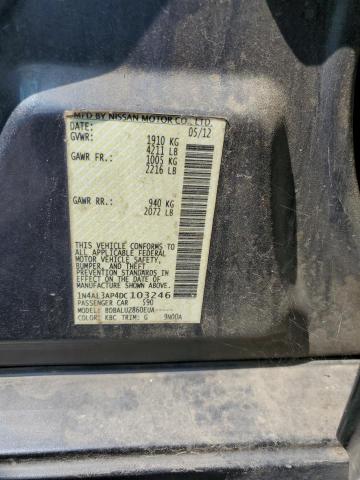 MFD BY NISSAN MOTOR CO., LTD.
DATE: 05/12
GVWR: 1910 KG
4211 LB
GAWR FR: 1005 KG
2216 LB
GAWR RR: 940 KG
2072 LB
THIS VEHICLE CONFORMS TO
ALL APPLICABLE FEDERAL
MOTOR VEHICLE SAFETY,
BUMPER, AND THEFT
PREVENTION STANDARDS
IN EFFECT ON THE DATE OF
MANUFACTURE SHOWN ABOVE.
1N4AL3AP4DC103246
PASSENGER CAR S90
MODEL: BDBALUZ860EUA-----
COLOR: KBC TRIM: G 9N00A